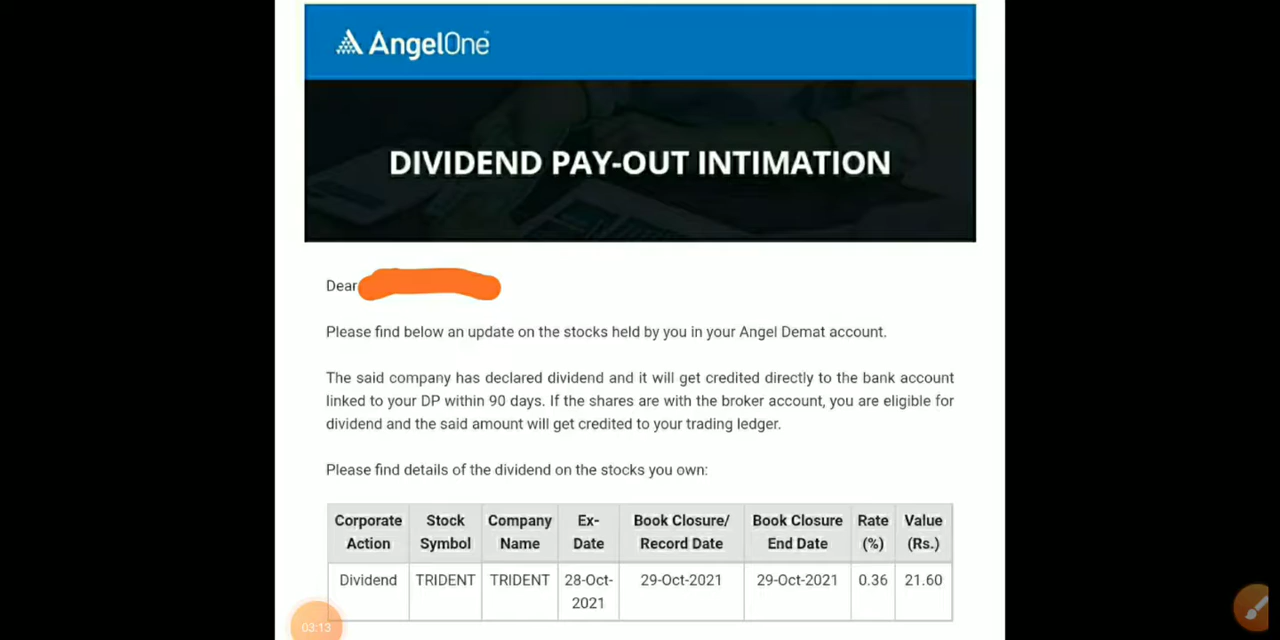 AngelOne
DIVIDEND PAY-OUT INTIMATION
Dear
Please find below an update on the stocks held by you in your Angel Demat account.
The said company has declared dividend and it will get credited directly to the bank account
linked to your DP within 90 days. If the shares are with the broker account, you are eligible for
dividend and the said amount will get credited to your trading ledger.
Please find details of the dividend on the stocks you own:
Corporate Action Stock Symbol Company Name Ex-Date Book Closure/ Record Date Book Closure End Date Rate (%) Value (Rs.)
Dividend TRIDENT TRIDENT 28-Oct-2021 29-Oct-2021 29-Oct-2021 0.36 21.60
03:13